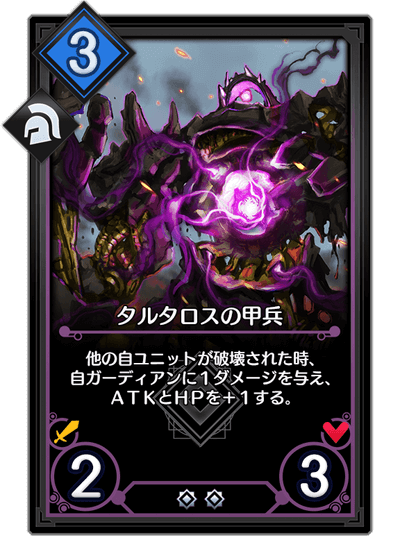 3
タルタロスの甲兵
他の自ユニットが破壊された時、
自ガーディアンに1ダメージを与え、
ATKとHPを+1する。
2
3